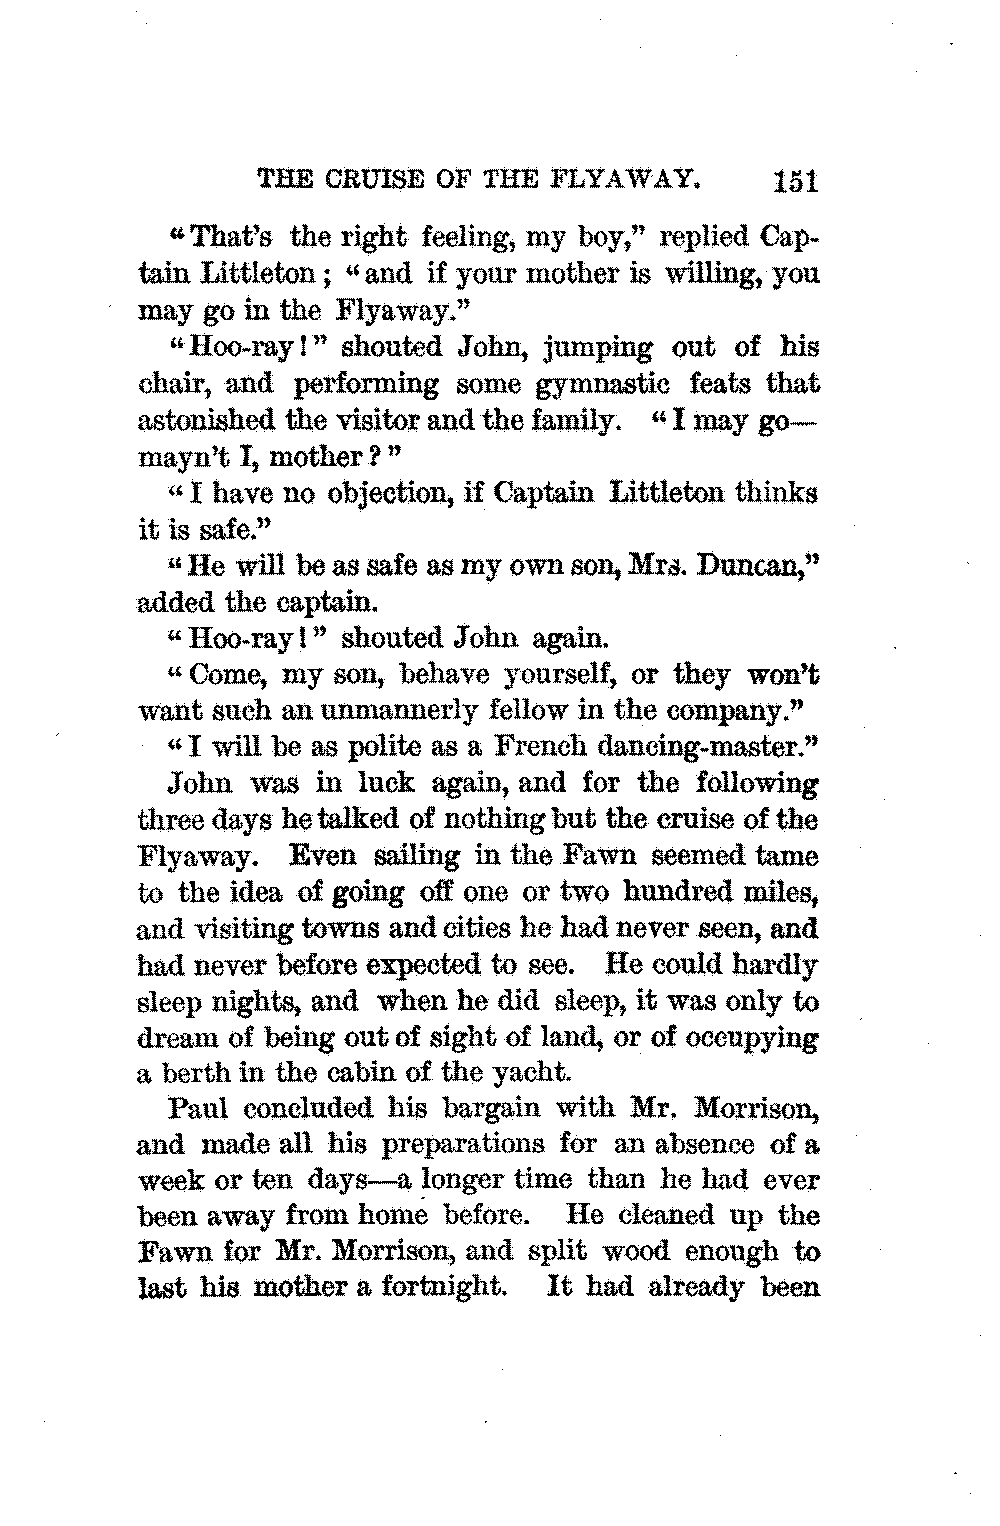 THE CRUISE OF THE FLYAWAY. 151
“That’s the right feeling, my boy,” replied Cap-
tain Littleton; “and if your mother is willing, you
may go in the Flyaway.”
“Hoo-ray!” shouted John, jumping out of his
chair, and performing some gymnastic feats that
astonished the visitor and the family. “I may go—
mayn’t I, mother?”
“I have no objection, if Captain Littleton thinks
it is safe.”
“He will be as safe as my own son, Mrs. Duncan,”
added the captain.
“Hoo-ray!” shouted John again.
“Come, my son, behave yourself, or they won’t
want such an unmannerly fellow in the company.”
“I will be as polite as a French dancing-master.”
John was in luck again, and for the following
three days he talked of nothing but the cruise of the
Flyaway. Even sailing in the Fawn seemed tame
to the idea of going off one or two hundred miles,
and visiting towns and cities he had never seen, and
had never before expected to see. He could hardly
sleep nights, and when he did sleep, it was only to
dream of being out of sight of land, or of occupying
a berth in the cabin of the yacht.
Paul concluded his bargain with Mr. Morrison,
and made all his preparations for an absence of a
week or ten days—a longer time than he had ever
been away from home before. He cleaned up the
Fawn for Mr. Morrison, and split wood enough to
last his mother a fortnight. It had already been